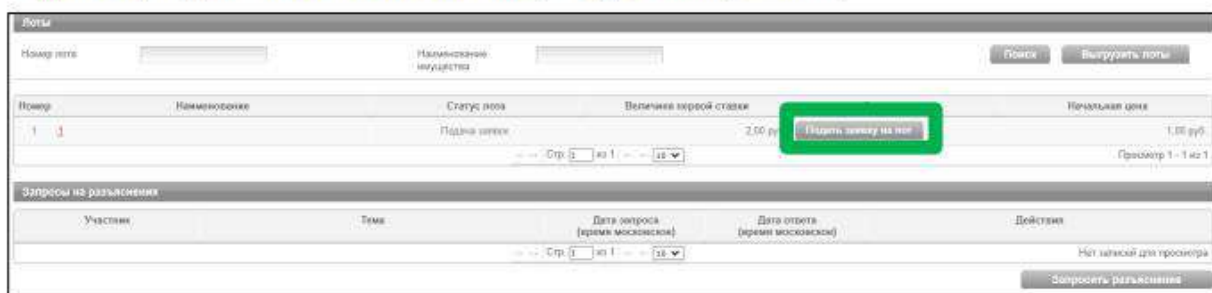 Лоты
Номер лота Наименование имущества Поиск Выгрузить лоты
Номер Наименование Статус лота Величина первой ставки Начальная цена
1 1 Подача заявок 2,00 ру Подать заявку на лот 1,00 руб.
Стр. 1 из 1 10 Просмотр 1 - 1 из 1
Запросы на разъяснения
Участник Тема Дата запроса (время московское) Дата ответа (время московское) Действия
Стр. 1 из 1 10 Нет записей для просмотра
Запросить разъяснения